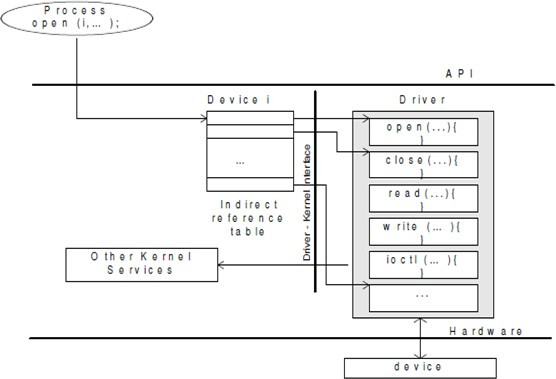 Process
open (i,... );
API
Device i
Driver
open(...){
}
close(...){
}
...
read(...){
}
Indirect
reference
table
Driver - Kernel Interface
write (... ){
}
Other Kernel
Services
ioctl (... ){
}
...
Hardware
device